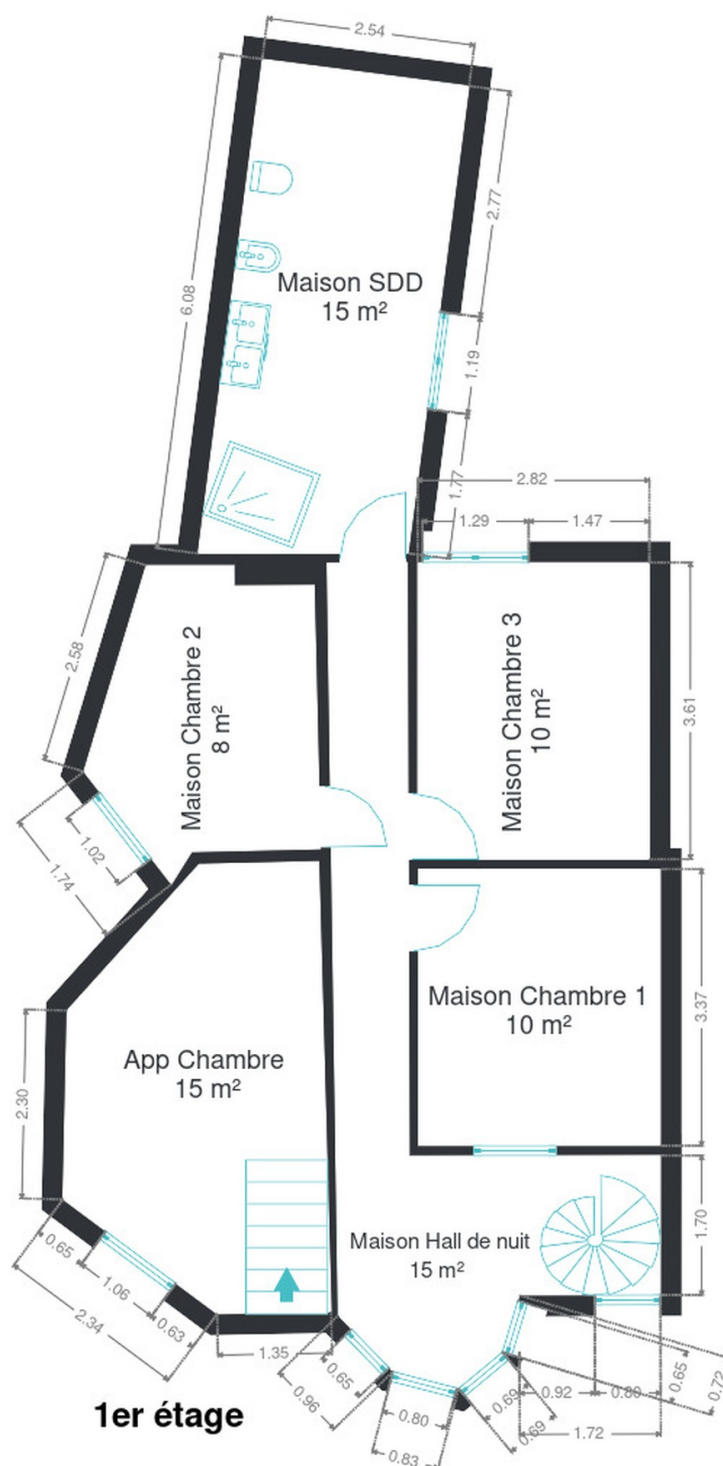 2.54
6.08
2.77
Maison SDD
15 m²
1.19
1.77
2.82
1.29
1.47
2.58
Maison Chambre 2
8 m²
Maison Chambre 3
10 m²
3.61
1.02
1.74
Maison Chambre 1
10 m²
3.37
App Chambre
15 m²
2.30
Maison Hall de nuit
15 m²
1.70
0.65
1.06
0.63
2.34
1.35
0.96
0.65
0.80
0.83
0.69
0.69
0.92
0.80
1.72
0.65
0.72
1er étage